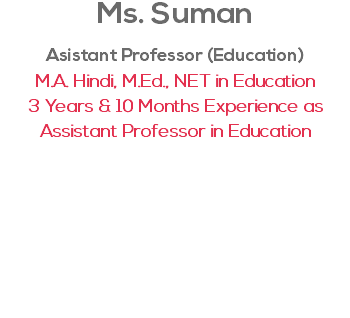 Ms. Suman
Asistant Professor (Education)
M.A. Hindi, M.Ed., NET in Education
3 Years & 10 Months Experience as
Assistant Professor in Education